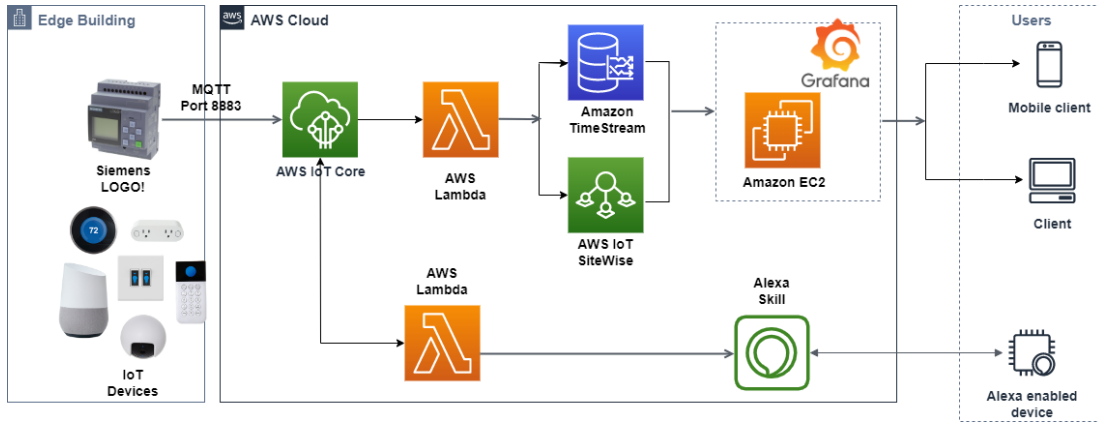 Edge Building
aws
AWS Cloud
Users
MQTT
Port 8883
Siemens
LOGO!
AWS IoT Core
AWS
Lambda
Amazon
TimeStream
AWS IoT
SiteWise
Grafana
Amazon EC2
Mobile client
Client
72
IoT
Devices
AWS
Lambda
Alexa
Skill
Alexa enabled
device